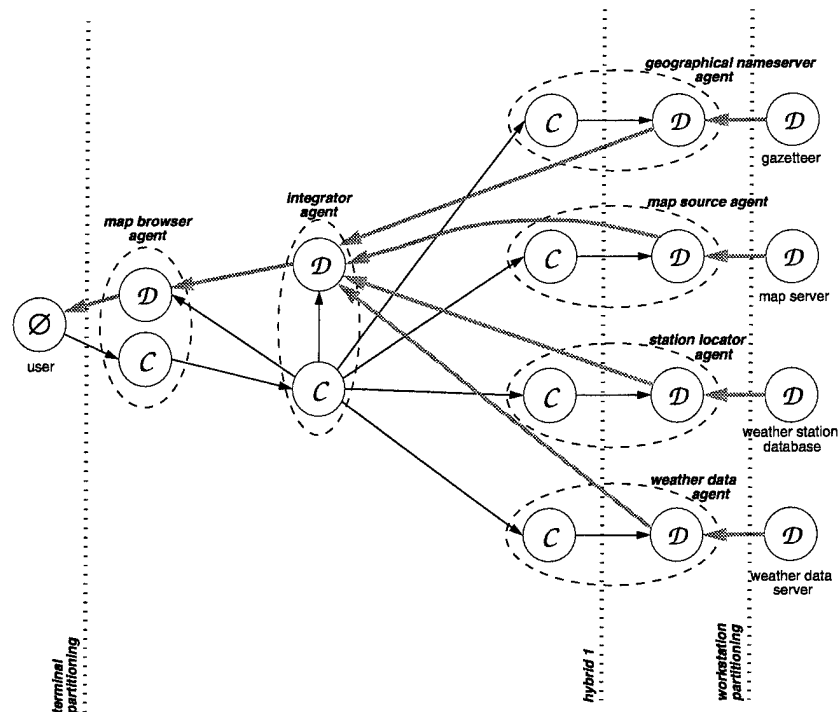 geographical nameserver
agent
C
D
D
gazetteer
integrator
agent
map source agent
map browser
agent
D
C
D
D
map server
D
Ø
user
C
station locator
agent
C
C
D
D
weather station
database
weather data
agent
C
D
D
weather data
server
terminal
partitioning
hybrid 1
workstation
partitioning